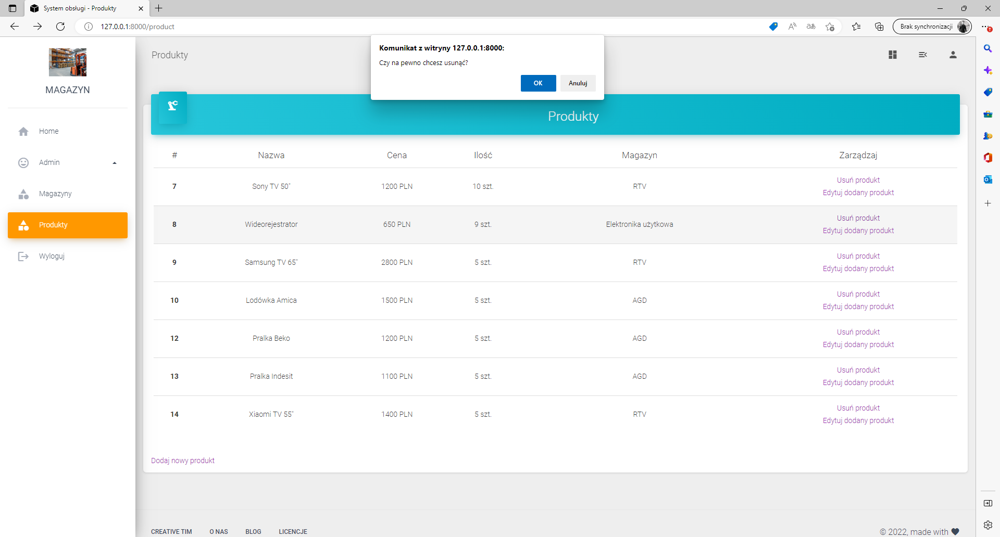 System obsługi - Produkty
127.0.0.1:8000/product
Brak synchronizacji
Komunikat z witryny 127.0.0.1:8000:
Czy na pewno chcesz usunąć?
OK
Anuluj
MAGAZYN
Home
Admin
Magazyny
Produkty
Wyloguj
Produkty
Produkty
# Nazwa Cena Ilość Magazyn Zarządzaj
7 Sony TV 50" 1200 PLN 10 szt. RTV Usuń produkt
Edytuj dodany produkt
8 Wideorejestrator 650 PLN 9 szt. Elektronika użytkowa Usuń produkt
Edytuj dodany produkt
9 Samsung TV 65" 2800 PLN 5 szt. RTV Usuń produkt
Edytuj dodany produkt
10 Lodówka Amica 1500 PLN 5 szt. AGD Usuń produkt
Edytuj dodany produkt
12 Pralka Beko 1200 PLN 5 szt. AGD Usuń produkt
Edytuj dodany produkt
13 Pralka Indesit 1100 PLN 5 szt. AGD Usuń produkt
Edytuj dodany produkt
14 Xiaomi TV 55" 1400 PLN 5 szt. RTV Usuń produkt
Edytuj dodany produkt
Dodaj nowy produkt
CREATIVE TIM O NAS BLOG LICENCJE
© 2022, made with